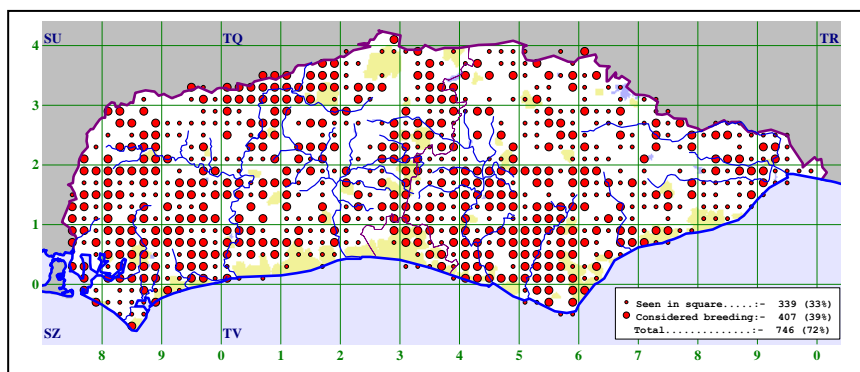 SU TQ TR
4
3
2
1
0
Seen in square.....:- 339 (33%)
Considered breeding:- 407 (39%)
Total..............:- 746 (72%)
SZ TV
8 9 0 1 2 3 4 5 6 7 8 9 0